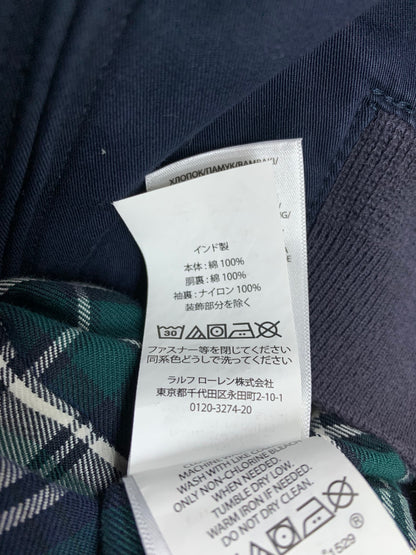 ХЛОПОК/ПАМУК/BAMBAKI/
インド製
本体：綿 100%
胴裏：綿 100%
袖裏：ナイロン 100%
装飾部分を除く
30
ファスナー等を閉じてください
同系色どうしで洗ってください
ラルフ ローレン株式会社
東京都千代田区永田町2-10-1
0120-3274-20
MACHINE WASH
WASH WITH LIKE
ONLY NON-CHLORINE BLEACH
WHEN NEEDED.
TUMBLE DRY LOW.
WARM IRON IF NEEDED.
DO NOT DRY CLEAN.
®
1529